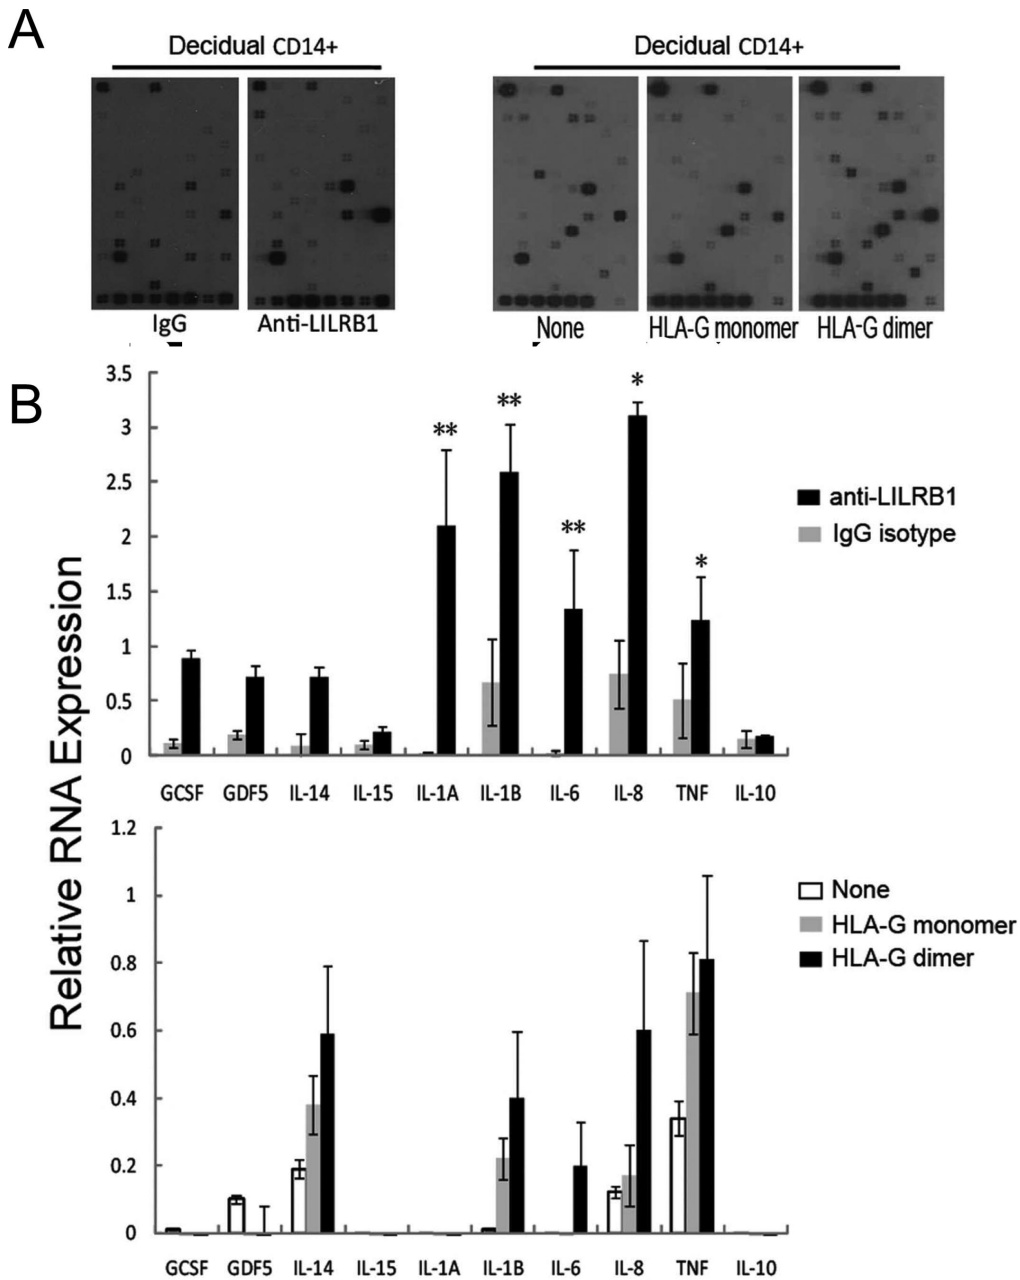 A
Decidual CD14+
Decidual CD14+
IgG
Anti-LILRB1
None
HLA-G monomer
HLA-G dimer
B
Relative RNA Expression
3.5
3
2.5
2
1.5
1
0.5
0
** ** ** * *
anti-LILRB1
IgG isotype
GCSF GDF5 IL-14 IL-15 IL-1A IL-1B IL-6 IL-8 TNF IL-10
1.2
1
0.8
0.6
0.4
0.2
0
None
HLA-G monomer
HLA-G dimer
GCSF GDF5 IL-14 IL-15 IL-1A IL-1B IL-6 IL-8 TNF IL-10